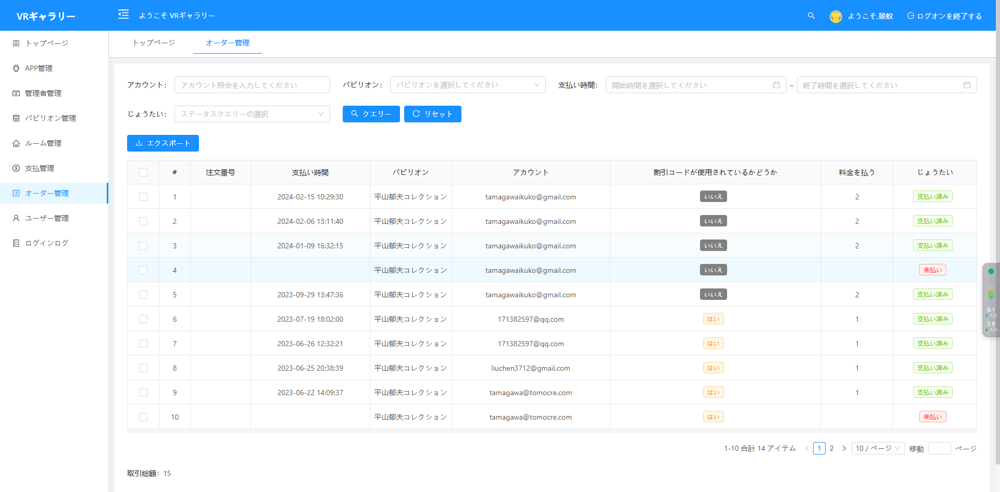 VRギャラリー
ようこそ VRギャラリー
ようこそ,景蚁
ログオンを終了する
トップページ
APP管理
管理者管理
パビリオン管理
ルーム管理
支払管理
オーダー管理
ユーザー管理
ログインログ
トップページ オーダー管理
アカウント: アカウント照会を入力してください パビリオン: パビリオンを選択してください 支払い時間: 開始時間を選択してください ~ 終了時間を選択してください
じょうたい: ステータスクエリーの選択 クエリー リセット
エクスポート
# 注文番号 支払い時間 パビリオン アカウント 割引コードが使用されているかどうか 料金を払う じょうたい
1 2024-02-15 10:29:30 平山郁夫コレクション tamagawaikuko@gmail.com いいえ 2 支払い済み
2 2024-02-06 13:11:40 平山郁夫コレクション tamagawaikuko@gmail.com いいえ 2 支払い済み
3 2024-01-09 16:32:15 平山郁夫コレクション tamagawaikuko@gmail.com いいえ 2 支払い済み
4 平山郁夫コレクション tamagawaikuko@gmail.com いいえ 未払い
5 2023-09-29 13:47:36 平山郁夫コレクション tamagawaikuko@gmail.com いいえ 2 支払い済み
6 2023-07-19 18:02:00 平山郁夫コレクション 171382597@qq.com はい 1 支払い済み
7 2023-06-26 12:32:21 平山郁夫コレクション 171382597@qq.com はい 1 支払い済み
8 2023-06-25 20:38:39 平山郁夫コレクション liuchen3712@gmail.com はい 1 支払い済み
9 2023-06-22 14:09:37 平山郁夫コレクション tamagawa@tomocre.com はい 1 支払い済み
10 平山郁夫コレクション tamagawa@tomocre.com はい 未払い
0.1
K/s
3.8
K/s
1-10 合計 14 アイテム < 1 2 > 10 / ページ 移動 ページ
取引総額: 15